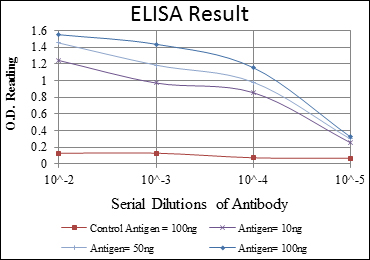 ELISA Result
O.D. Reading
1.6
1.4
1.2
1
0.8
0.6
0.4
0.2
0
10^-2 10^-3 10^-4 10^-5
Serial Dilutions of Antibody
Control Antigen = 100ng Antigen= 10ng
Antigen= 50ng Antigen= 100ng